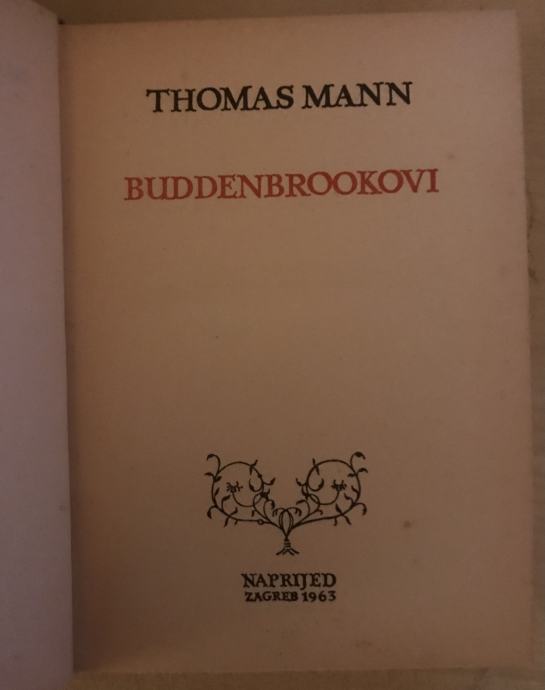 THOMAS MANN
BUDDENBROOKOVI
NAPRIJED
ZAGREB 1963